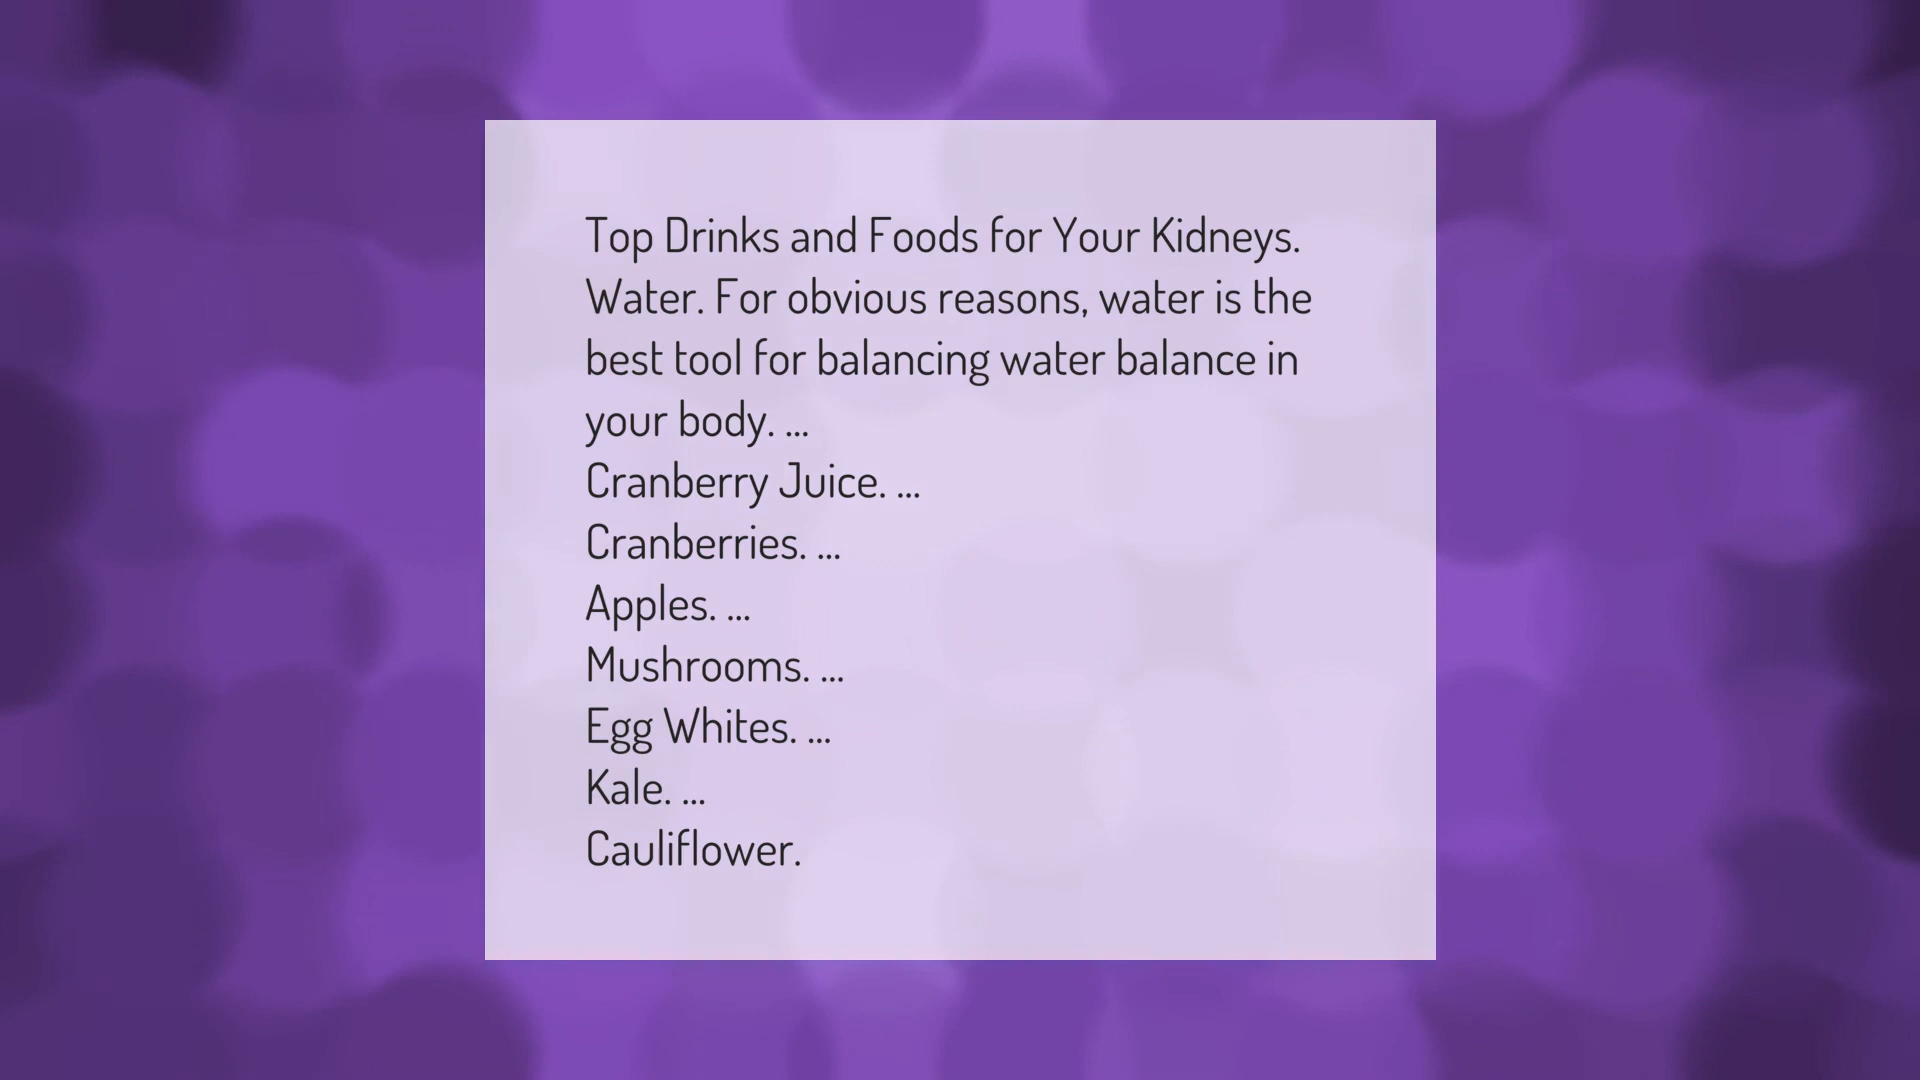 Top Drinks and Foods for Your Kidneys.
Water. For obvious reasons, water is the
best tool for balancing water balance in
your body. ...
Cranberry Juice. ...
Cranberries. ...
Apples. ...
Mushrooms. ...
Egg Whites. ...
Kale. ...
Cauliflower.